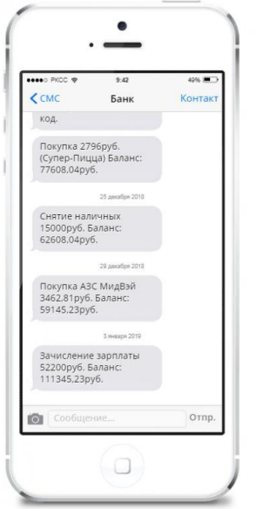 РКСС 9:42 49%
СМС Банк Контакт
код.
Покупка 2796руб.
(Супер-Пицца) Баланс:
77608.04руб.
25 декабря 2018
Снятие наличных
15000руб. Баланс:
62608.04руб.
29 декабря 2018
Покупка АЗС МидВэй
3462,81руб. Баланс:
59145,23руб.
3 января 2019
Зачисление зарплаты
52200руб. Баланс:
111345,23руб.
Сообщение... Отпр.